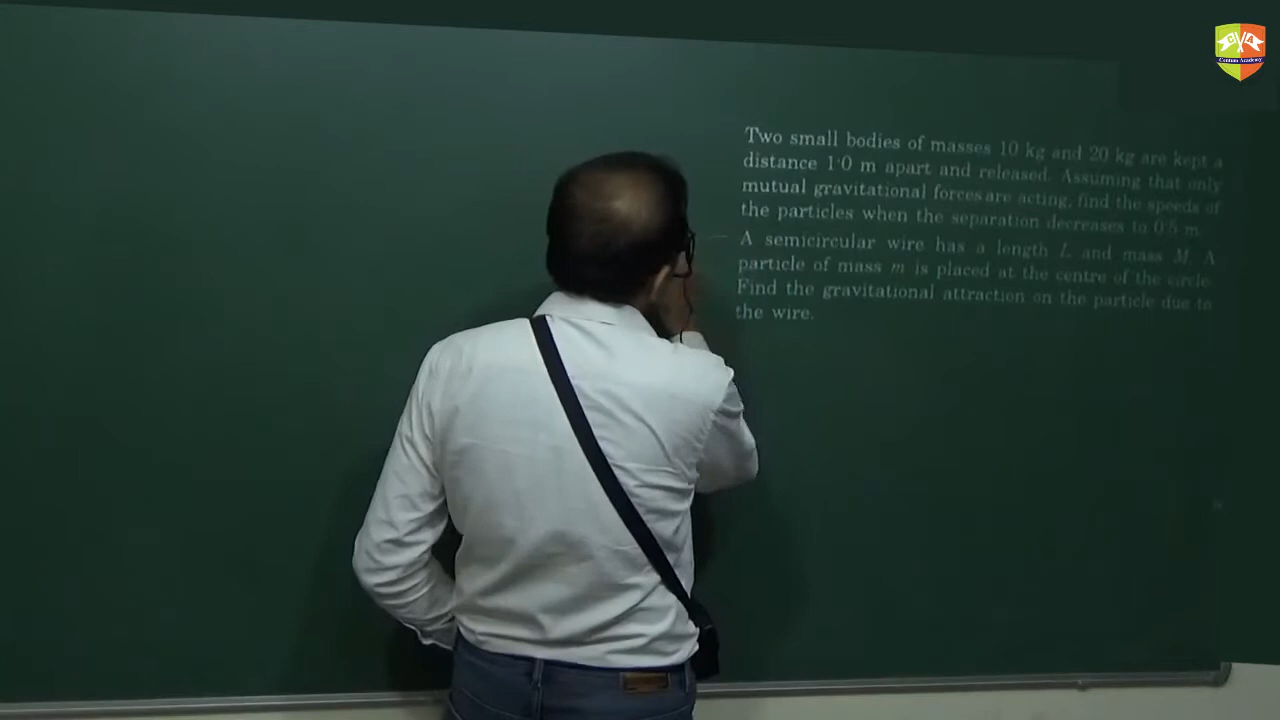 CA
Contum Academy
Two small bodies of masses 10 kg and 20 kg are kept a
distance 1·0 m apart and released. Assuming that only
mutual gravitational forces are acting, find the speeds of
the particles when the separation decreases to 0·5 m.
A semicircular wire has a length L and mass M. A
particle of mass m is placed at the centre of the circle.
Find the gravitational attraction on the particle due to
the wire.